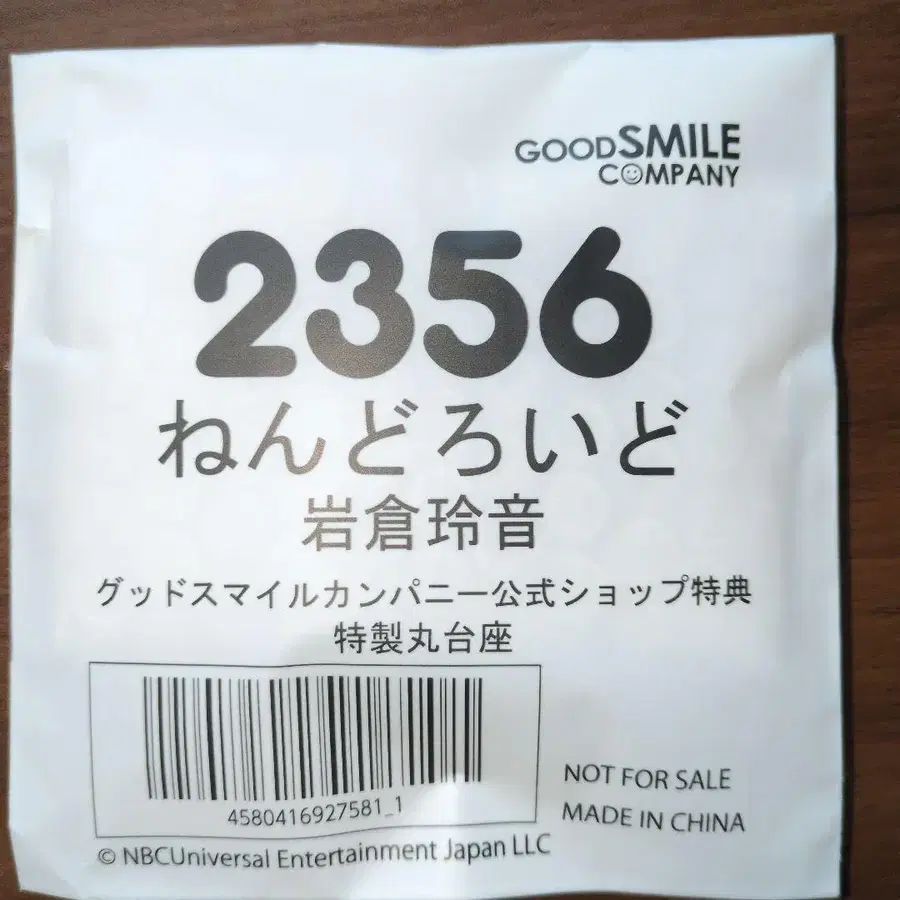 GOODSMILE
COMPANY
2356
ねんどろいど
岩倉玲音
グッドスマイルカンパニー公式ショップ特典
特製丸台座
4580416927581_1
NOT FOR SALE
MADE IN CHINA
© NBCUniversal Entertainment Japan LLC